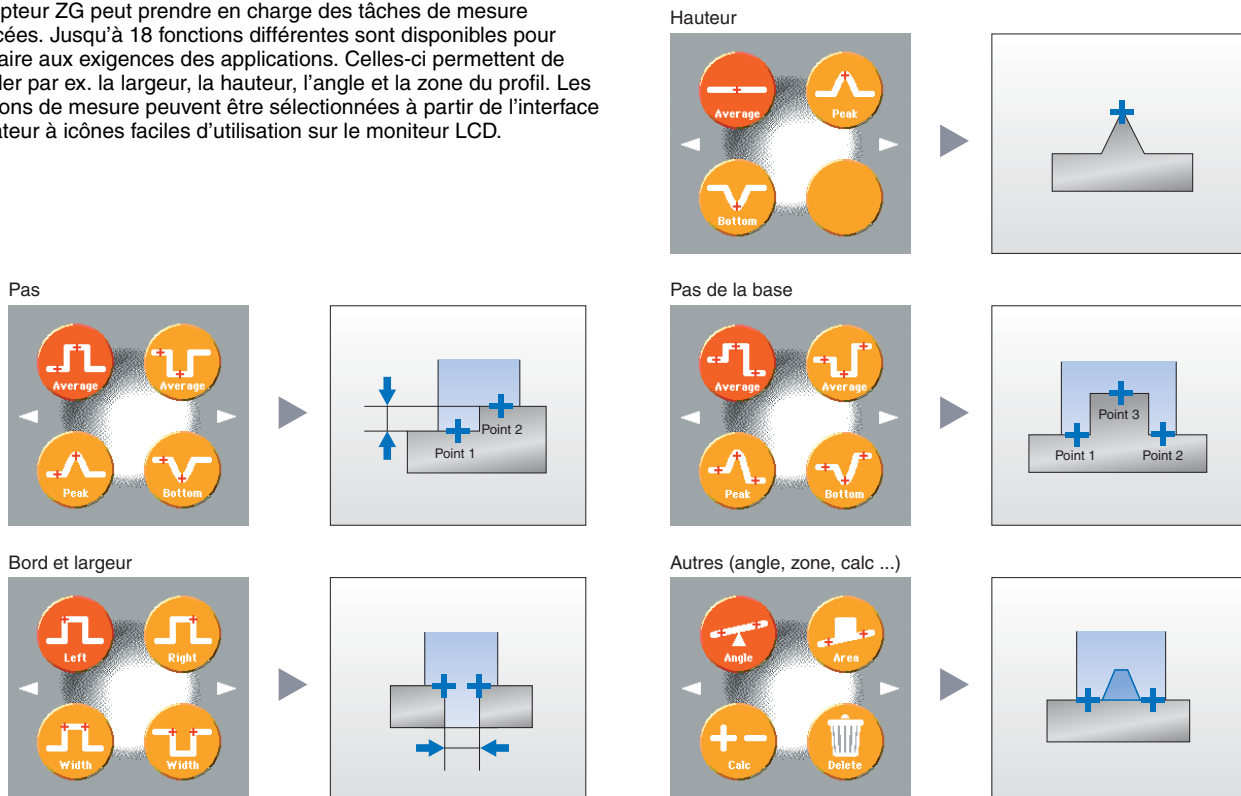 pteur ZG peut prendre en charge des tâches de mesure
cées. Jusqu'à 18 fonctions différentes sont disponibles pour
aire aux exigences des applications. Celles-ci permettent de
ler par ex. la largeur, la hauteur, l'angle et la zone du profil. Les
ons de mesure peuvent être sélectionnées à partir de l'interface
ateur à icônes faciles d'utilisation sur le moniteur LCD.
Hauteur
Average
Peak
Bottom
Pas
Average
Average
Peak
Bottom
Point 1
Point 2
Pas de la base
Average
Average
Peak
Bottom
Point 3
Point 1
Point 2
Bord et largeur
Left
Right
Width
Width
Autres (angle, zone, calc ...)
Angle
Area
Calc
Delete